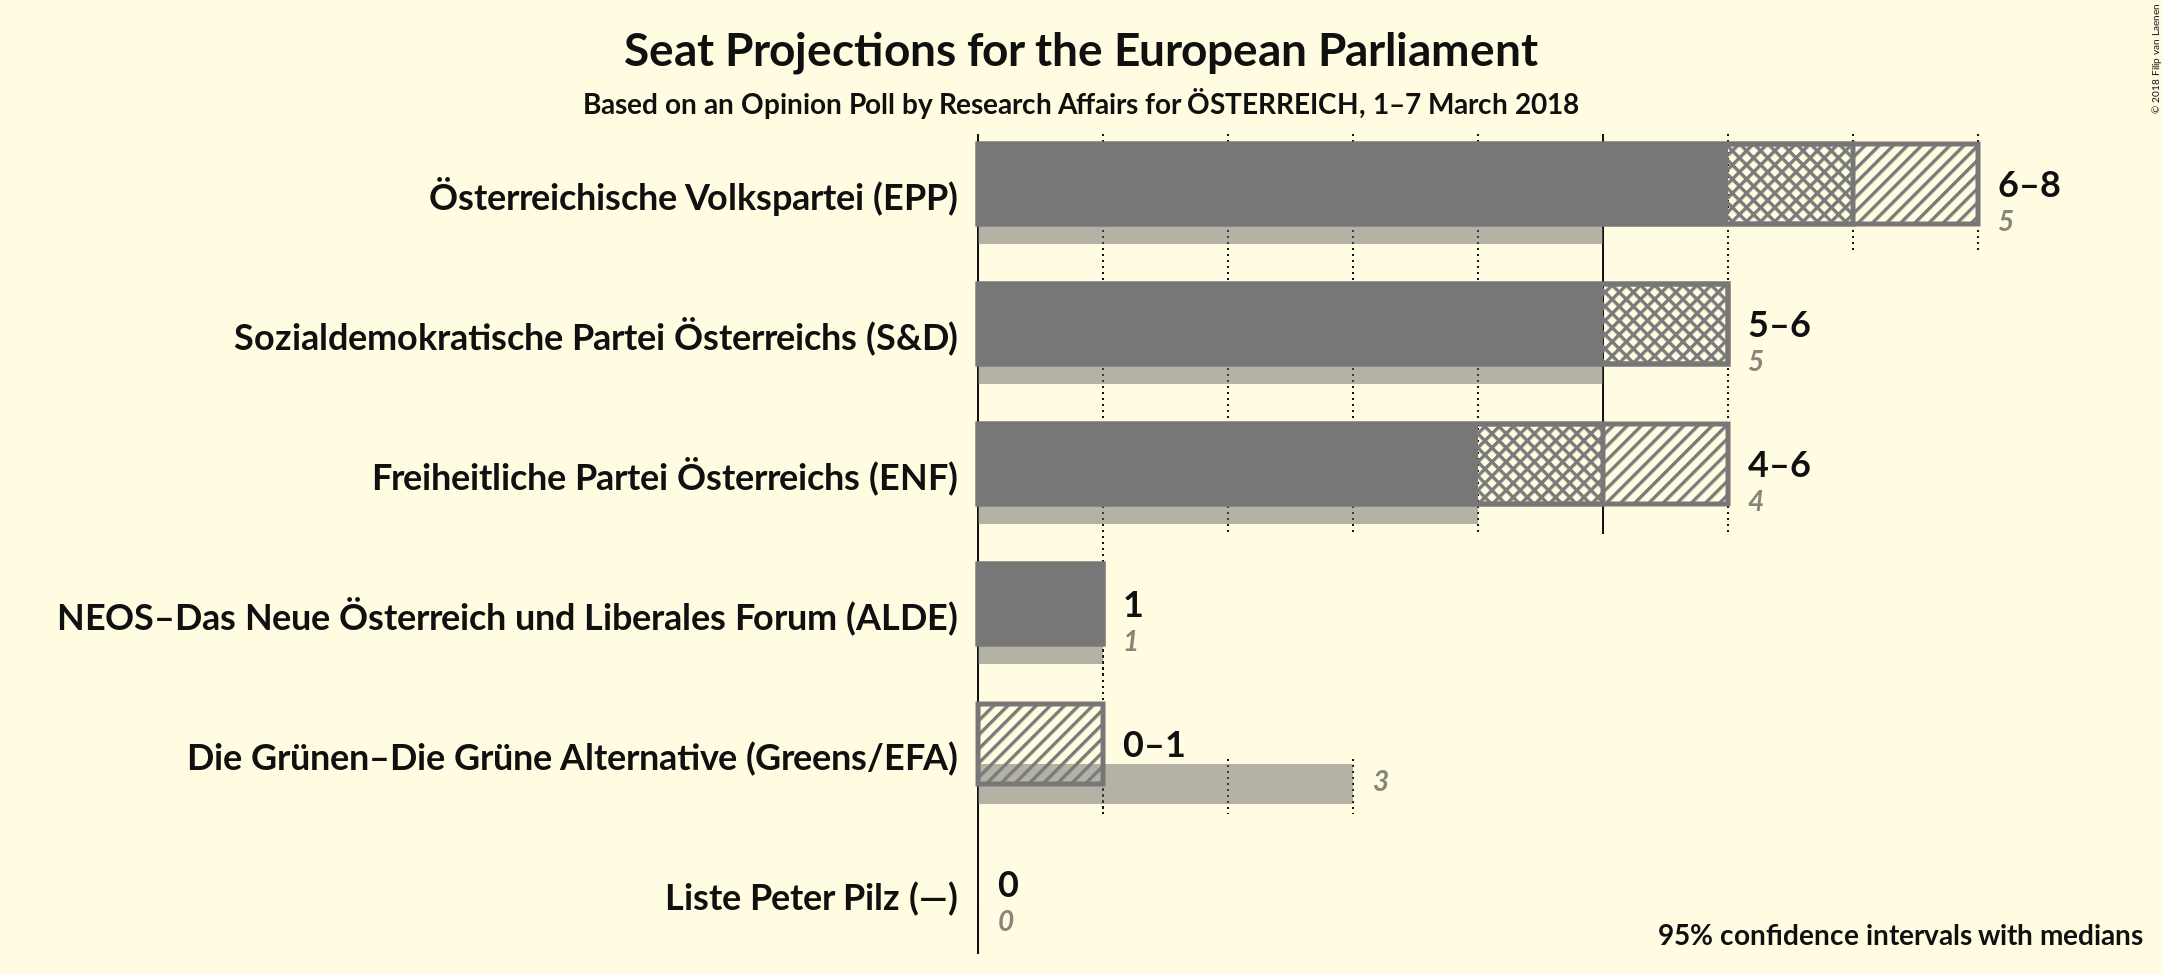 Seat Projections for the European Parliament
Based on an Opinion Poll by Research Affairs for ÖSTERREICH, 1–7 March 2018
© 2018 Filip van Laenen
Österreichische Volkspartei (EPP)
6–8
5
Sozialdemokratische Partei Österreichs (S&D)
5–6
5
Freiheitliche Partei Österreichs (ENF)
4–6
4
NEOS–Das Neue Österreich und Liberales Forum (ALDE)
1
1
Die Grünen–Die Grüne Alternative (Greens/EFA)
0–1
3
Liste Peter Pilz (—)
0
0
95% confidence intervals with medians